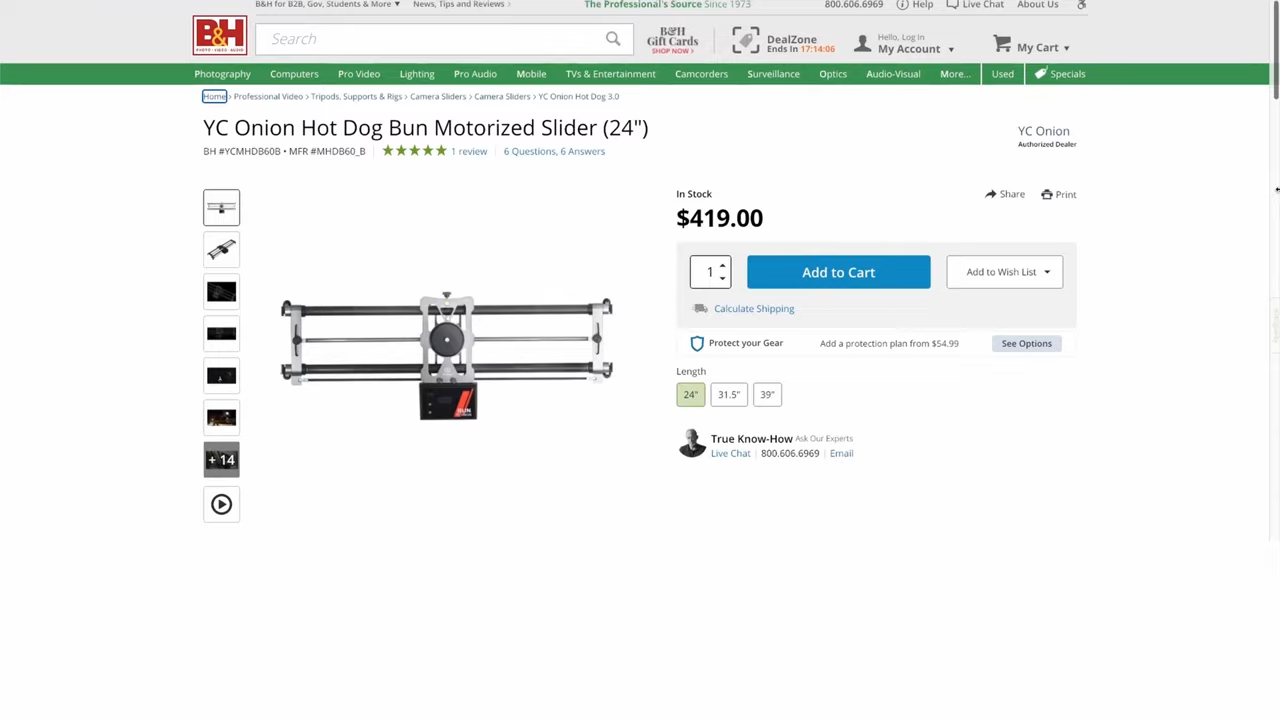 B&H for B2B, Gov, Students & More ▼ News, Tips and Reviews > The Professional's Source Since 1973 800.606.6969 Help Live Chat About Us
B&H
PHOTO · VIDEO · AUDIO
Search
B&H
Gift Cards
SHOP NOW >
DealZone
Ends In 17:14:06
Hello, Log In
My Account ▼
My Cart ▼
Photography Computers Pro Video Lighting Pro Audio Mobile TVs & Entertainment Camcorders Surveillance Optics Audio-Visual More... Used Specials
Home > Professional Video > Tripods, Supports & Rigs > Camera Sliders > Camera Sliders > YC Onion Hot Dog 3.0
YC Onion Hot Dog Bun Motorized Slider (24")
YC Onion
Authorized Dealer
BH #YCMHDB60B • MFR #MHDB60_B 1 review 6 Questions, 6 Answers
In Stock
Share Print
$419.00
1 Add to Cart Add to Wish List
Calculate Shipping
Protect your Gear Add a protection plan from $54.99 See Options
Length
24" 31.5" 39"
BUN
True Know-How Ask Our Experts
Live Chat | 800.606.6969 | Email
+ 14